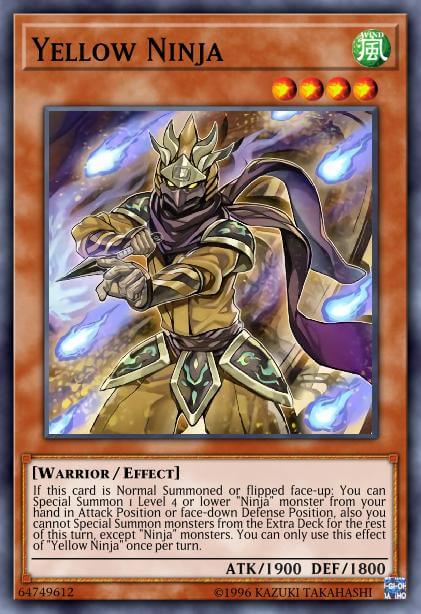 YELLOW NINJA
WIND
風
[WARRIOR / EFFECT]
If this card is Normal Summoned or flipped face-up: You can
Special Summon 1 Level 4 or lower "Ninja" monster from your
hand in Attack Position or face-down Defense Position, also you
cannot Special Summon monsters from the Extra Deck for the rest
of this turn, except "Ninja" monsters. You can only use this effect
of "Yellow Ninja" once per turn.
ATK/1900 DEF/1800
64749612
©1996 KAZUKI TAKAHASHI